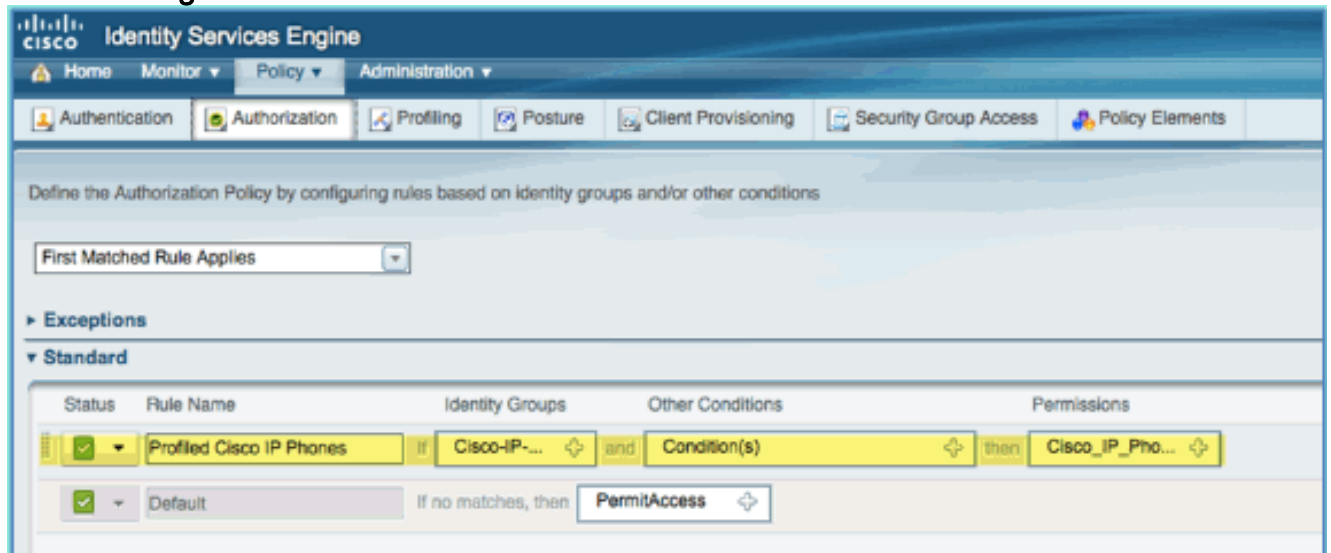 CISCO Identity Services Engine
Home Monitor Policy Administration
Authentication Authorization Profiling Posture Client Provisioning Security Group Access Policy Elements
Define the Authorization Policy by configuring rules based on identity groups and/or other conditions
First Matched Rule Applies
Exceptions
Standard
Status Rule Name Identity Groups Other Conditions Permissions
Profiled Cisco IP Phones If Cisco-IP-... and Condition(s) then Cisco_IP_Pho...
Default If no matches, then PermitAccess